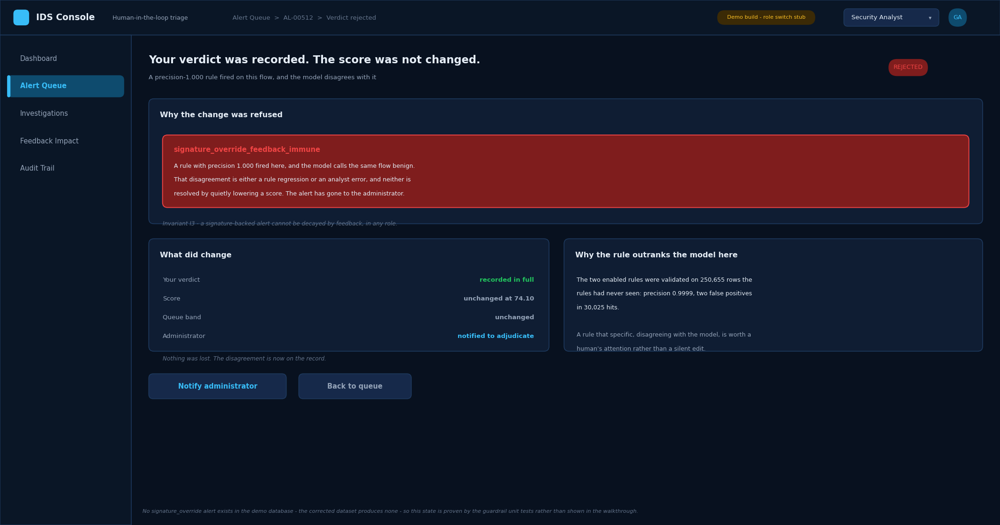 IDS Console
Human-in-the-loop triage
Alert Queue > AL-00512 > Verdict rejected
Demo build - role switch stub
Security Analyst ▾
GA
Dashboard
Alert Queue
Investigations
Feedback Impact
Audit Trail
Your verdict was recorded. The score was not changed.
A precision-1.000 rule fired on this flow, and the model disagrees with it
REJECTED
Why the change was refused
signature_override_feedback_immune
A rule with precision 1.000 fired here, and the model calls the same flow benign.
That disagreement is either a rule regression or an analyst error, and neither is
resolved by quietly lowering a score. The alert has gone to the administrator.
Invariant I3 - a signature-backed alert cannot be decayed by feedback, in any role.
What did change
Your verdict recorded in full
Score unchanged at 74.10
Queue band unchanged
Administrator notified to adjudicate
Nothing was lost. The disagreement is now on the record.
Why the rule outranks the model here
The two enabled rules were validated on 250,655 rows the
rules had never seen: precision 0.9999, two false positives
in 30,025 hits.
A rule that specific, disagreeing with the model, is worth a
human's attention rather than a silent edit.
Notify administrator
Back to queue
No signature_override alert exists in the demo database - the corrected dataset produces none - so this state is proven by the guardrail unit tests rather than shown in the walkthrough.